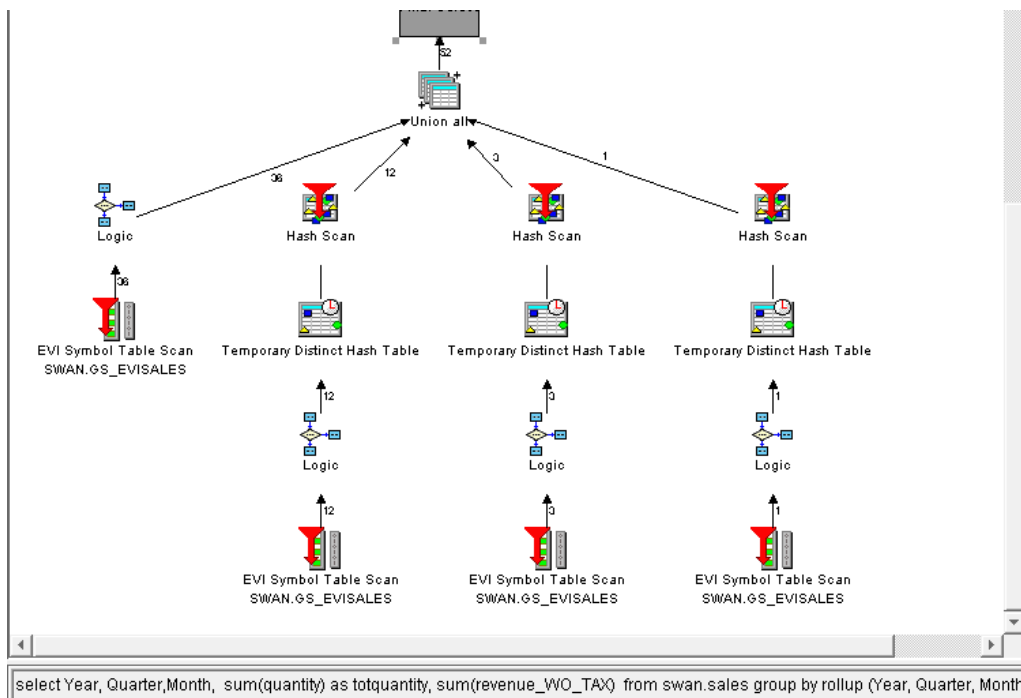 52
Union all
36
12
3
1
Logic
Hash Scan
Hash Scan
Hash Scan
36
EVI Symbol Table Scan
SWAN.GS_EVISALES
Temporary Distinct Hash Table
Temporary Distinct Hash Table
Temporary Distinct Hash Table
12
3
1
Logic
Logic
Logic
12
3
1
EVI Symbol Table Scan
SWAN.GS_EVISALES
EVI Symbol Table Scan
SWAN.GS_EVISALES
EVI Symbol Table Scan
SWAN.GS_EVISALES
select Year, Quarter,Month, sum(quantity) as totquantity, sum(revenue_WO_TAX) from swan.sales group by rollup (Year, Quarter, Month